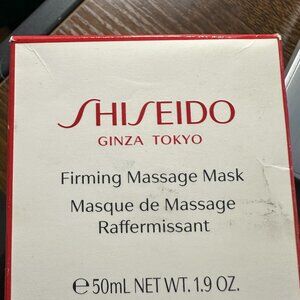 SHISEIDO
GINZA TOKYO
Firming Massage Mask
Masque de Massage
Raffermissant
℮50mL NET WT. 1.9 OZ.